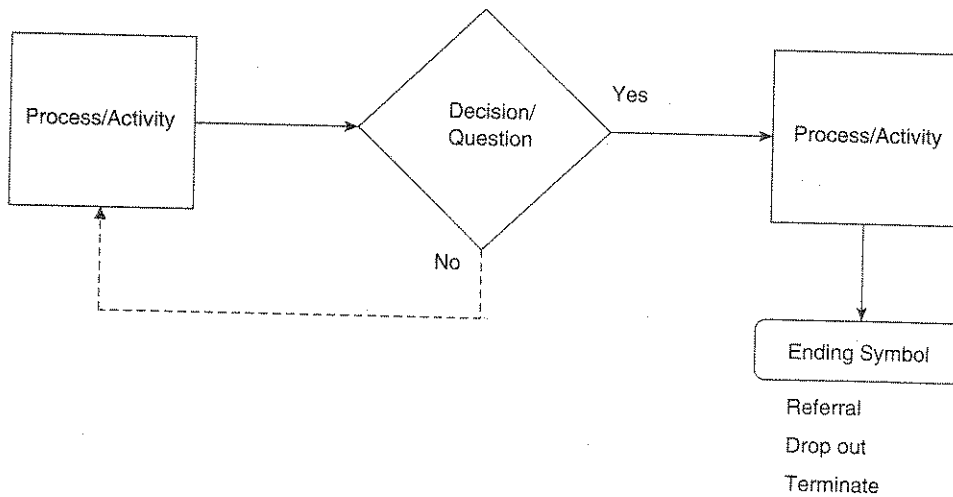 Process/Activity
Decision/
Question
Yes
Process/Activity
No
Ending Symbol
Referral
Drop out
Terminate